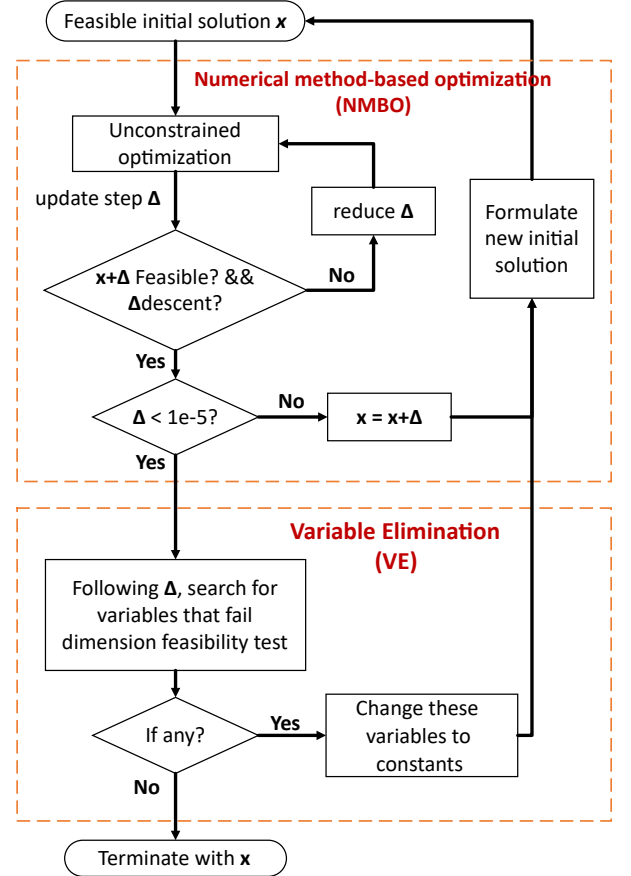 Feasible initial solution x
Numerical method-based optimization
(NMBO)
Unconstrained
optimization
update step Δ
reduce Δ
Formulate
new initial
solution
x+Δ Feasible? &&
Δdescent?
No
Yes
Δ < 1e-5?
No
x = x+Δ
Yes
Variable Elimination
(VE)
Following Δ, search for
variables that fail
dimension feasibility test
If any?
Yes
Change these
variables to
constants
No
Terminate with x